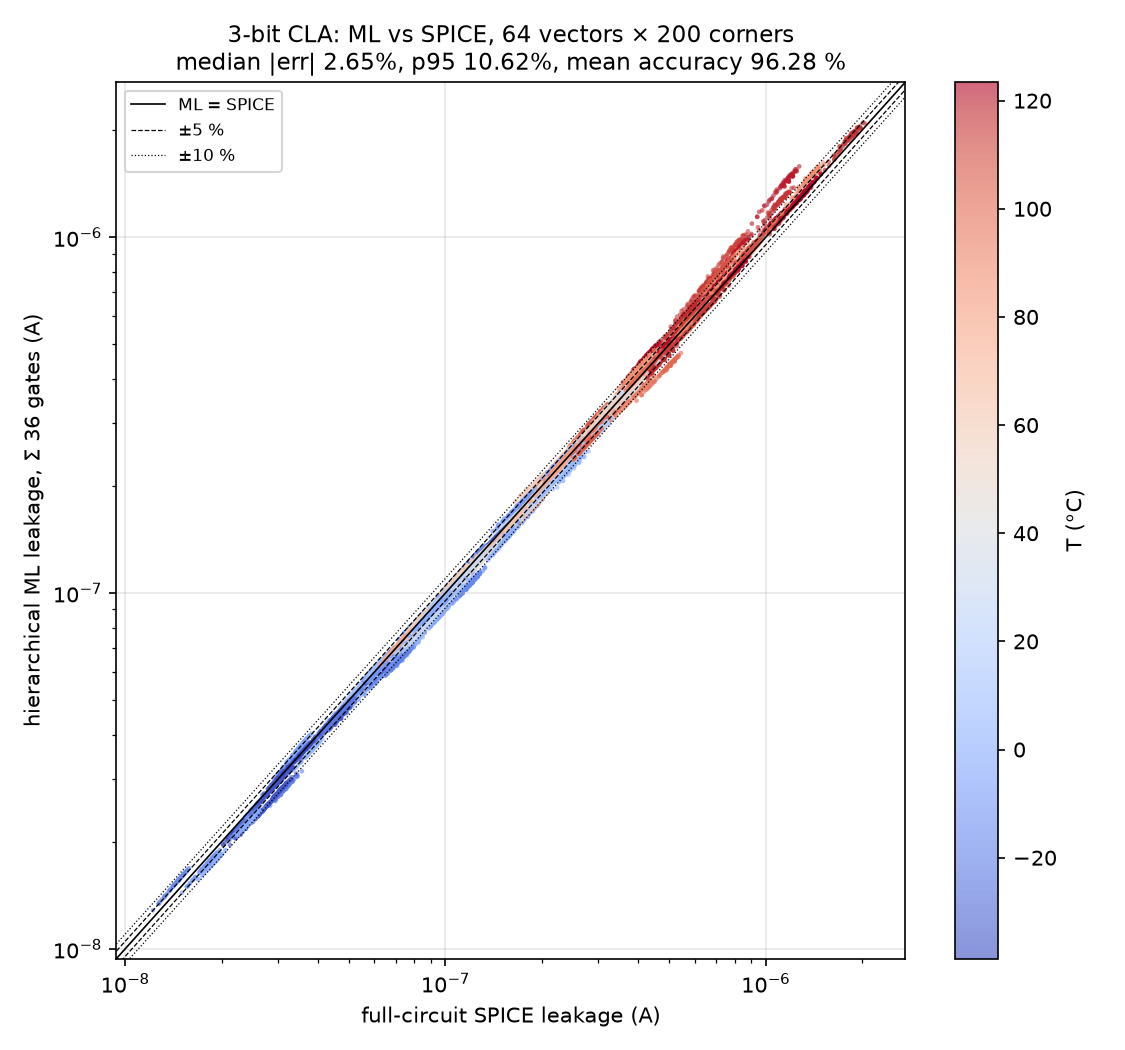 3-bit CLA: ML vs SPICE, 64 vectors × 200 corners
median |err| 2.65%, p95 10.62%, mean accuracy 96.28 %
ML = SPICE
±5 %
±10 %
hierarchical ML leakage, Σ 36 gates (A)
10⁻⁶
10⁻⁷
10⁻⁸
10⁻⁸
10⁻⁷
10⁻⁶
full-circuit SPICE leakage (A)
120
100
80
60
40
20
0
−20
T (°C)